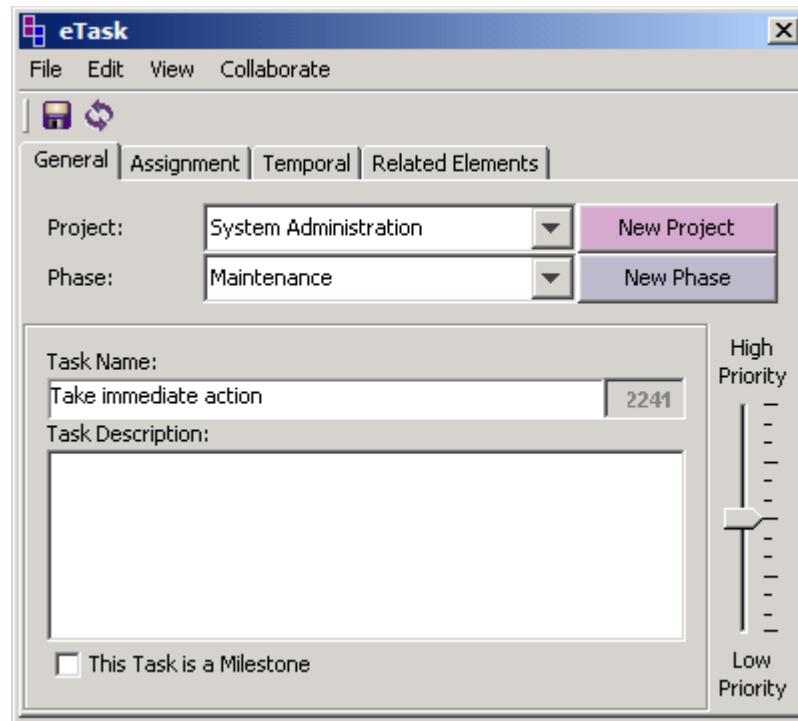 eTask
File Edit View Collaborate
General Assignment Temporal Related Elements
Project: System Administration New Project
Phase: Maintenance New Phase
High
Priority
Task Name:
Take immediate action 2241
Task Description:
This Task is a Milestone
Low
Priority